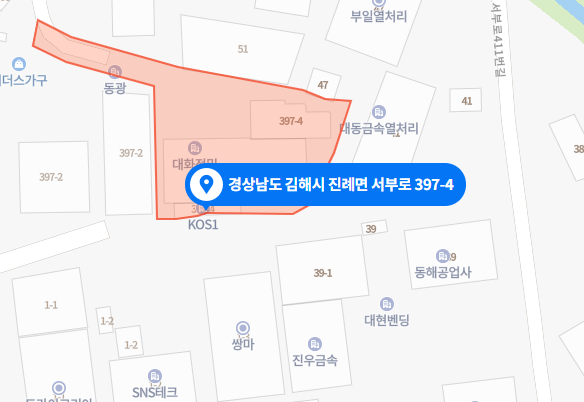 부일열처리
서부로411번길
51
더스가구
동광
47
41
397-4
대동금속열처리
397-2
38
397-2
경상남도 김해시 진례면 서부로 397-4
KOS1
39
39-1
동해공업사
1-1
대현벤딩
1-2
쌍마
1-2
진우금속
SNS테크